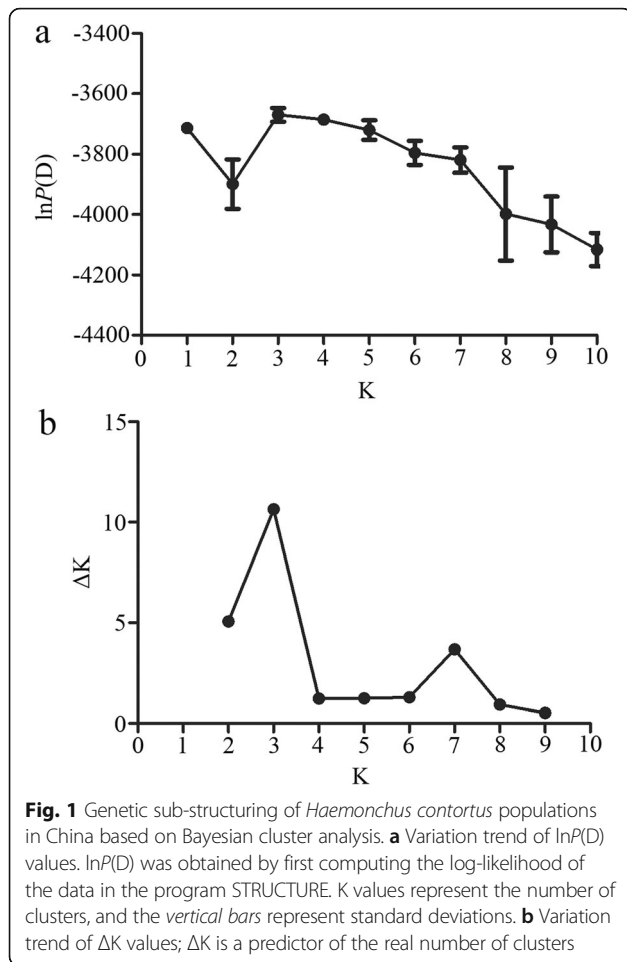 a
-3400
-3600
-3800
-4000
-4200
-4400
lnP(D)
0 1 2 3 4 5 6 7 8 9 10
K
b
15
10
5
0
ΔK
0 1 2 3 4 5 6 7 8 9 10
K
Fig. 1 Genetic sub-structuring of Haemonchus contortus populations
in China based on Bayesian cluster analysis. a Variation trend of lnP(D)
values. lnP(D) was obtained by first computing the log-likelihood of
the data in the program STRUCTURE. K values represent the number of
clusters, and the vertical bars represent standard deviations. b Variation
trend of ΔK values; ΔK is a predictor of the real number of clusters